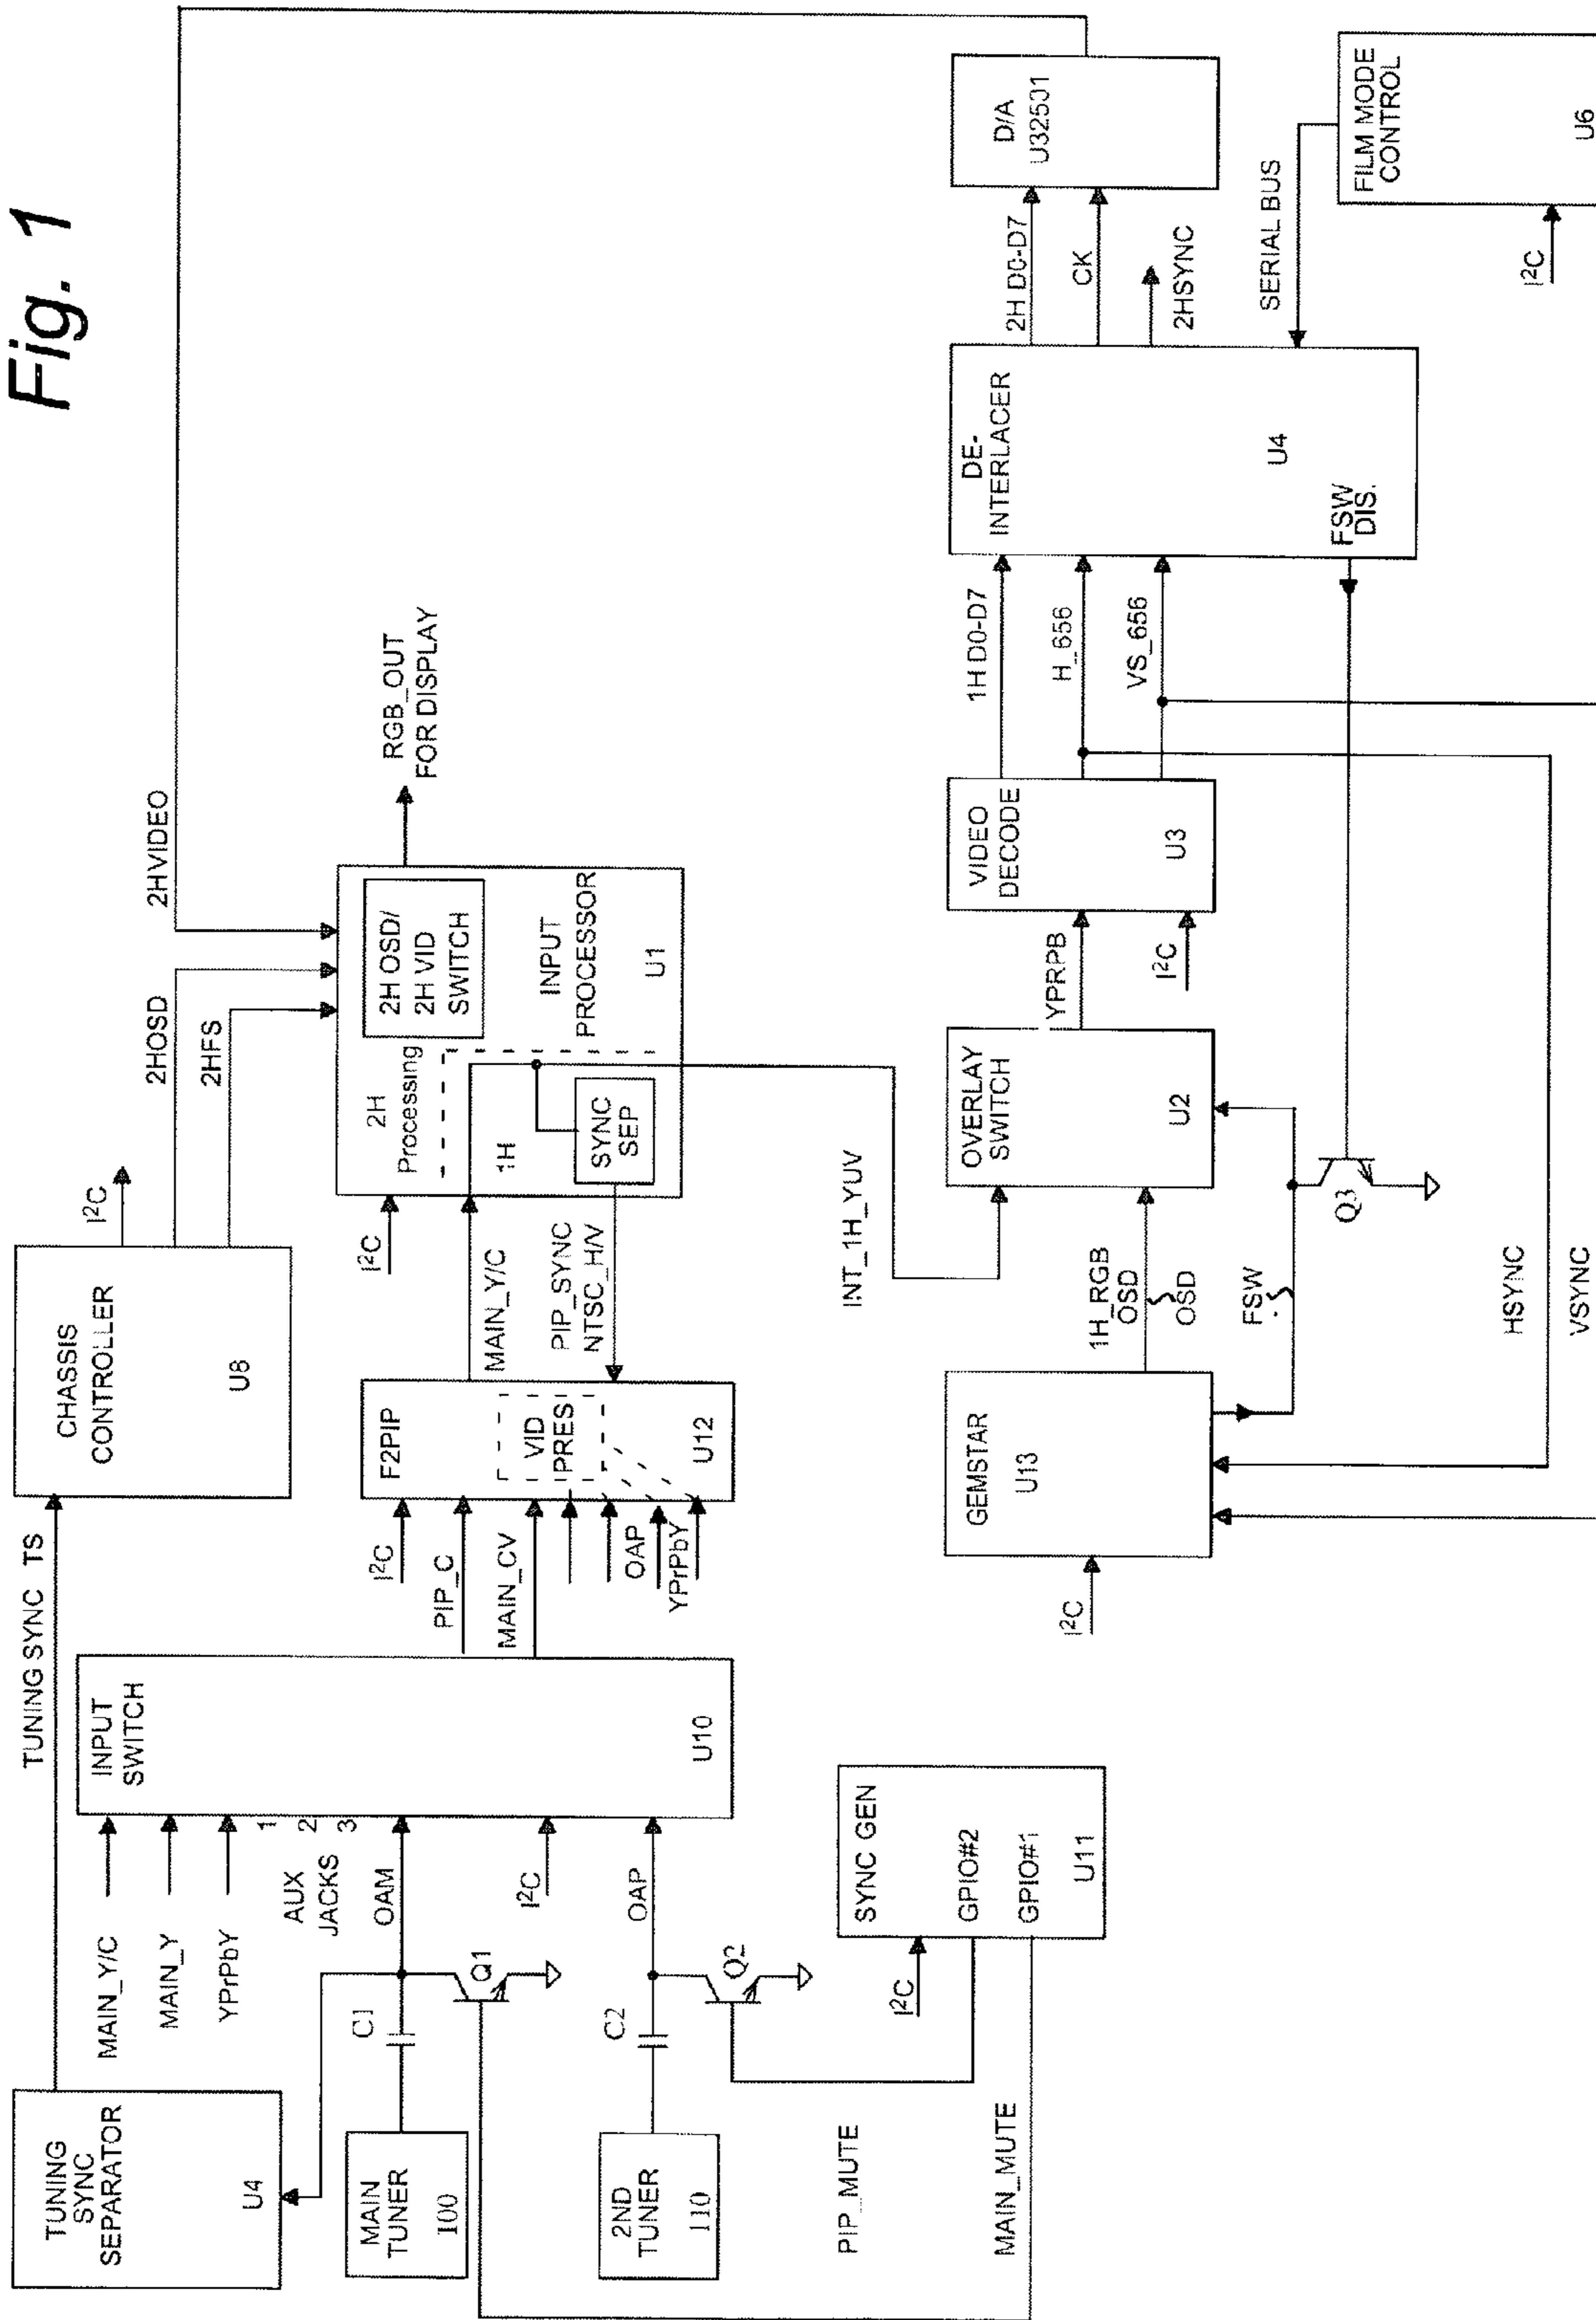 Fig. 1
TUNING
SYNC
SEPARATOR
U4
TUNING SYNC TS
CHASSIS
CONTROLLER
U8
I²C
2HOSD
2HFS
2HVIDEO
MAIN_Y/C
MAIN_Y
YPrPbY
AUX
JACKS
1
2
3
OAM
I²C
OAP
INPUT
SWITCH
U10
MAIN
TUNER
100
C1
Q1
2ND
TUNER
110
C2
Q2
PIP_MUTE
MAIN_MUTE
SYNC GEN
I²C
GPIO#2
GPIO#1
U11
I²C
PIP_C
MAIN_CV
OAP
YPrPbY
F2PIP
VID
PRES
U12
MAIN_Y/C
PIP_SYNC
NTSC_H/V
I²C
2H
Processing
1H
SYNC
SEP
2H OSD/
2H VID
SWITCH
INPUT
PROCESSOR
U1
RGB_OUT
FOR DISPLAY
INT_1H_YUV
GEMSTAR
U13
I²C
1H_RGB
OSD
OSD
FSW
OVERLAY
SWITCH
U2
Q3
YPRPB
I²C
VIDEO
DECODE
U3
1H D0-D7
H_656
VS_656
DE-
INTERLACER
U4
FSW
DIS.
2H D0-D7
CK
2HSYNC
SERIAL BUS
D/A
U32501
FILM MODE
CONTROL
U6
I²C
HSYNC
VSYNC